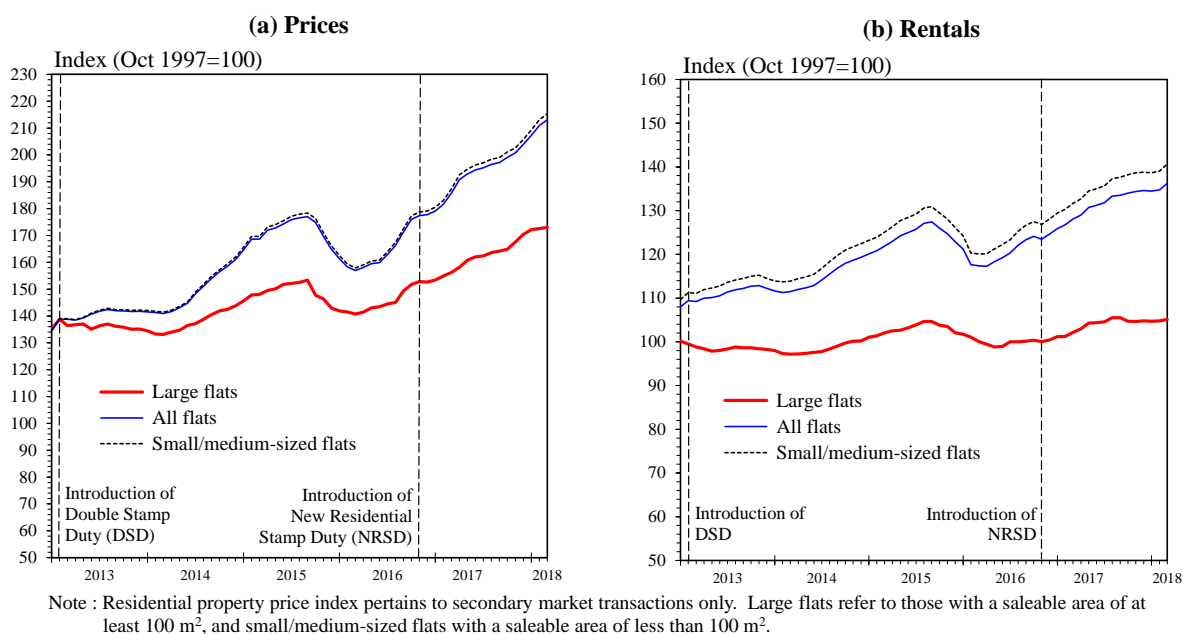 (a) Prices
Index (Oct 1997=100)
230
220
210
200
190
180
170
160
150
140
130
120
110
100
90
80
70
60
50
Large flats
All flats
Small/medium-sized flats
Introduction of
Double Stamp
Duty (DSD)
Introduction of
New Residential
Stamp Duty (NRSD)
2013
2014
2015
2016
2017
2018
(b) Rentals
Index (Oct 1997=100)
160
150
140
130
120
110
100
90
80
70
60
50
Large flats
All flats
Small/medium-sized flats
Introduction of
DSD
Introduction of
NRSD
2013
2014
2015
2016
2017
2018
Note : Residential property price index pertains to secondary market transactions only. Large flats refer to those with a saleable area of at
least 100 m², and small/medium-sized flats with a saleable area of less than 100 m².